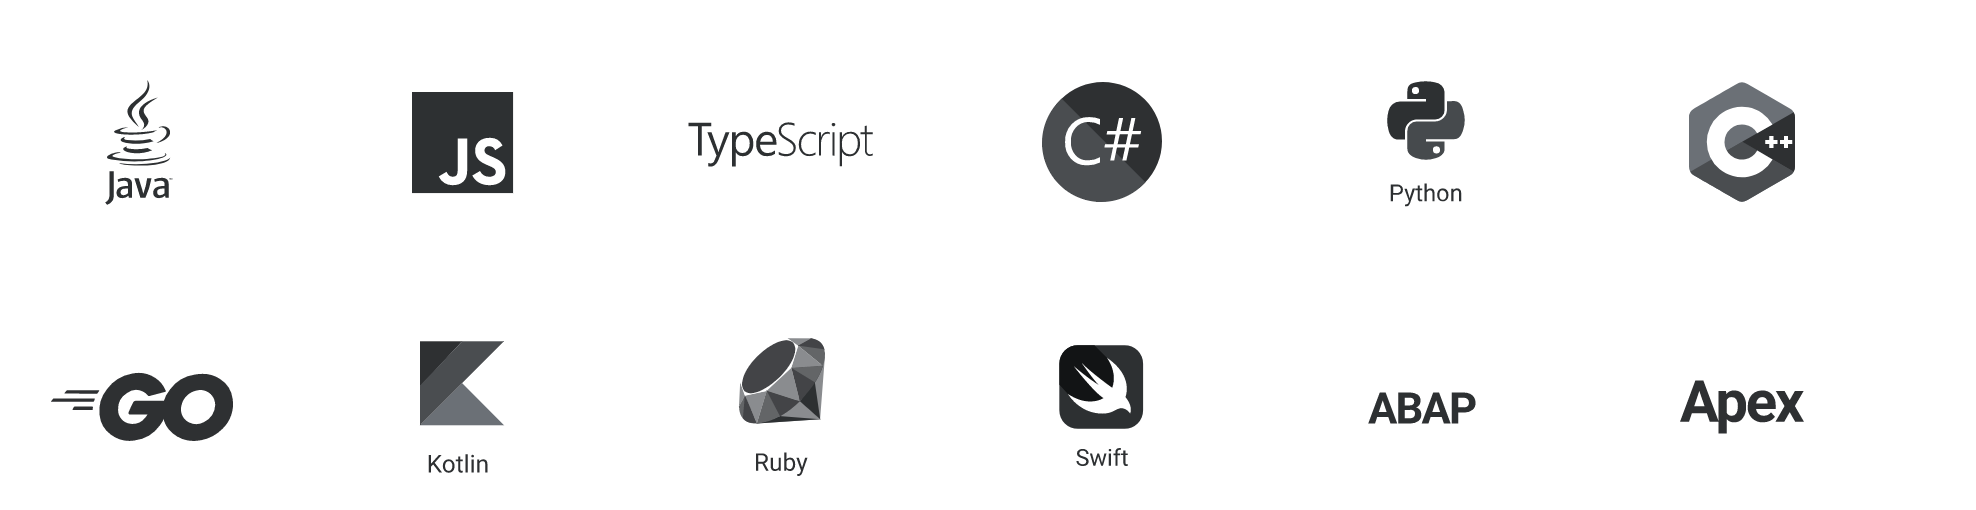 Java
JS
TypeScript
C#
Python
C++
GO
Kotlin
Ruby
Swift
ABAP
Apex